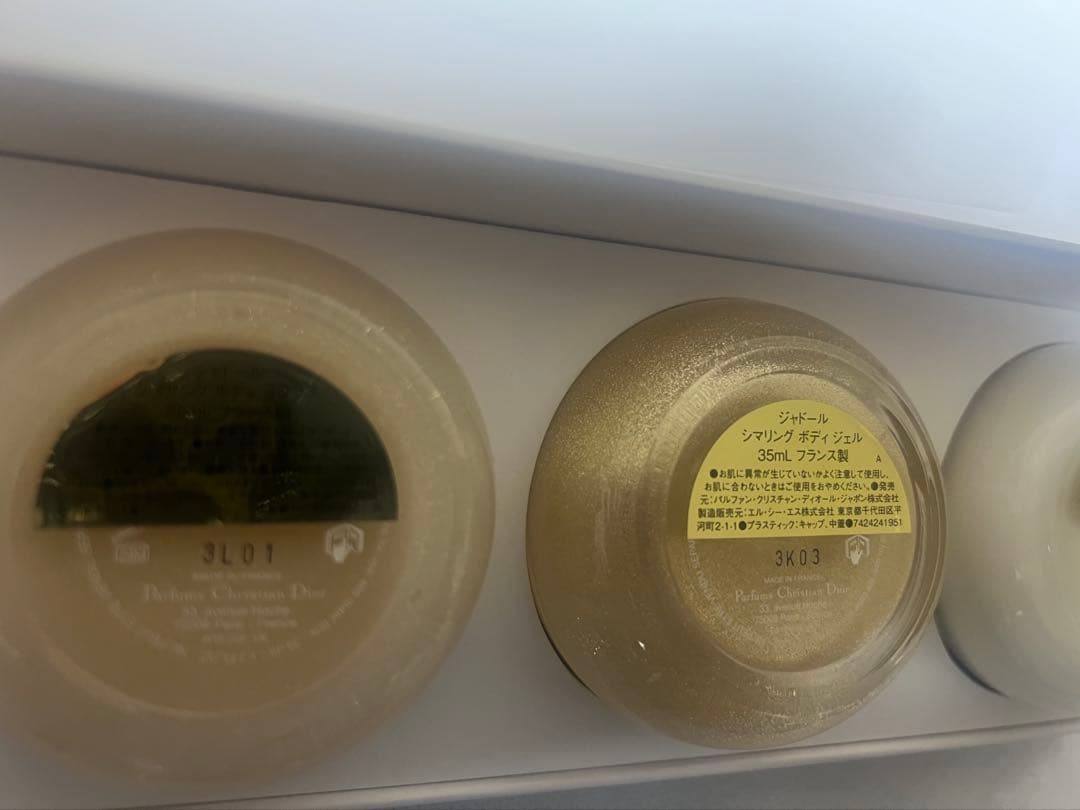 3L01
MADE IN FRANCE
Parfums Christian Dior
33, avenue Hoche
ジャドール
シマリング ボディ ジェル
35mL フランス製 A
●お肌に異常が生じていないかよく注意して使用し、
お肌に合わないときはご使用をおやめください。●発売
元:パルファン・クリスチャン・ディオール・ジャポン株式会社
製造販売元:エル・シー・エス株式会社 東京都千代田区平
河町2-1-1●プラスティック:キャップ、中蓋●7424241951
3K03
MADE IN FRANCE
Parfums Christian Dior
33, avenue Hoche